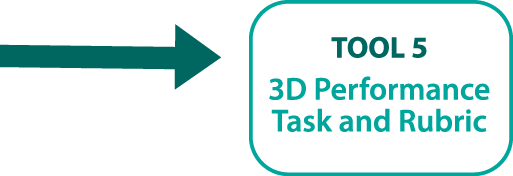 TOOL 5
3D Performance
Task and Rubric